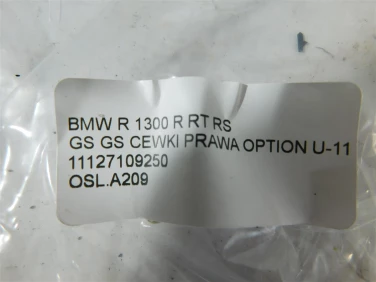 BMW R 1300 R RT RS
GS GS CEWKI PRAWA OPTION U-11
11127109250
OSL.A209